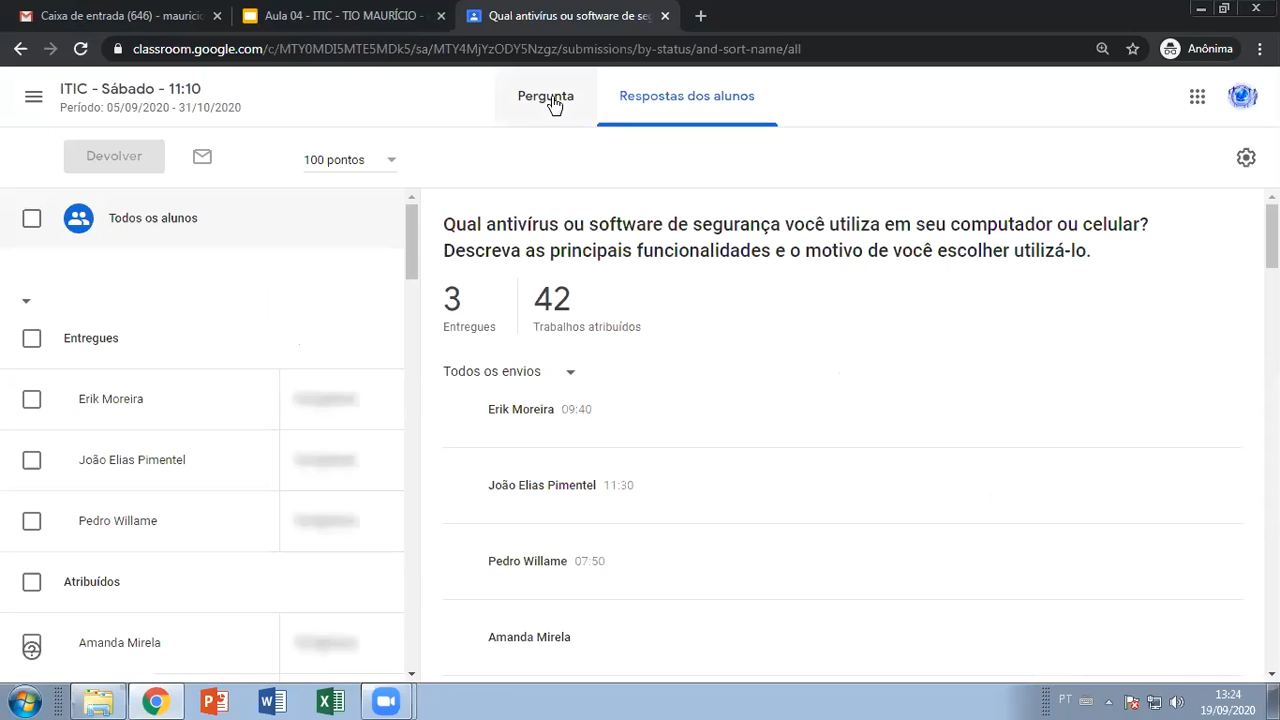 Caixa de entrada (646) - mauricio
Aula 04 - ITIC - TIO MAURÍCIO -
Qual antivírus ou software de se
classroom.google.com/c/MTY0MDI5MTE5MDk5/sa/MTY4MjYzODY5Nzgz/submissions/by-status/and-sort-name/all
Anônima
ITIC - Sábado - 11:10
Período: 05/09/2020 - 31/10/2020
Pergunta
Respostas dos alunos
Devolver
100 pontos
Todos os alunos
Qual antivírus ou software de segurança você utiliza em seu computador ou celular?
Descreva as principais funcionalidades e o motivo de você escolher utilizá-lo.
3
42
Entregues
Trabalhos atribuídos
Entregues
Todos os envios
Erik Moreira
Erik Moreira 09:40
João Elias Pimentel
João Elias Pimentel 11:30
Pedro Willame
Pedro Willame 07:50
Atribuídos
Amanda Mirela
Amanda Mirela
PT
13:24
19/09/2020